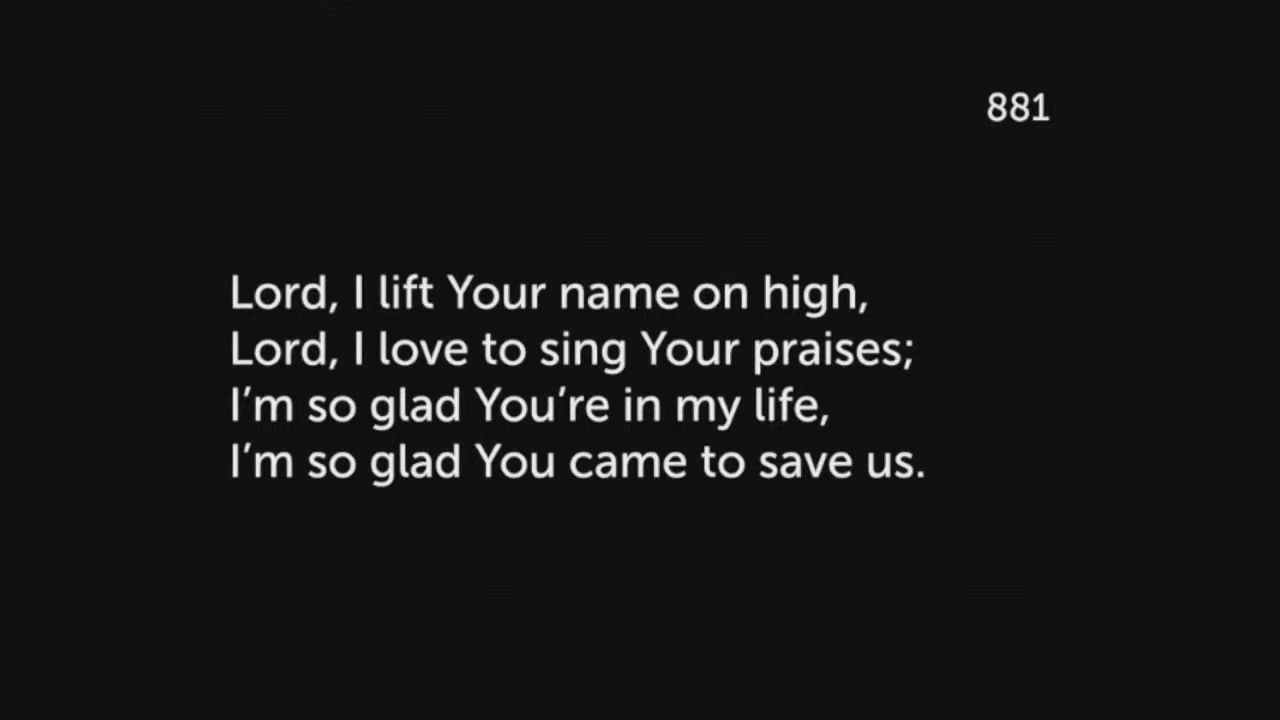 881
Lord, I lift Your name on high,
Lord, I love to sing Your praises;
I’m so glad You’re in my life,
I’m so glad You came to save us.